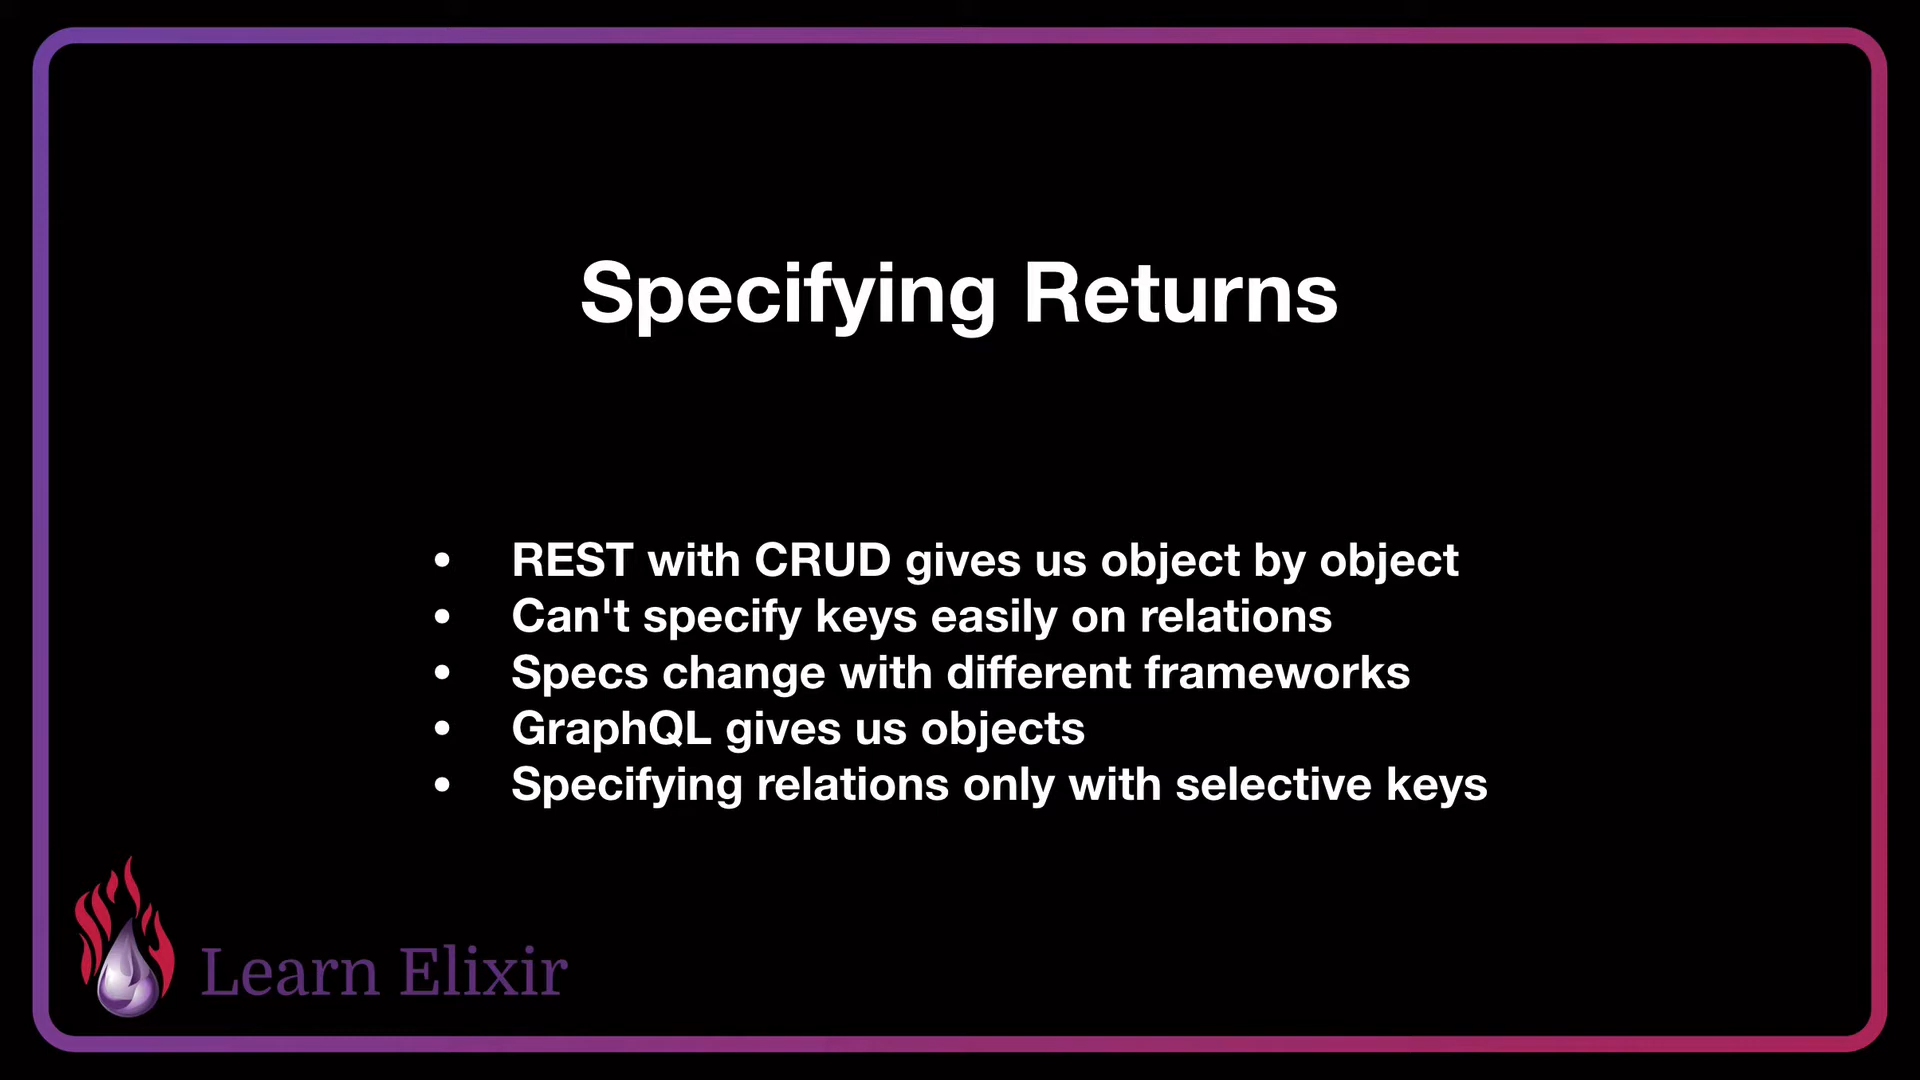 Specifying Returns
• REST with CRUD gives us object by object
• Can't specify keys easily on relations
• Specs change with different frameworks
• GraphQL gives us objects
• Specifying relations only with selective keys
Learn Elixir